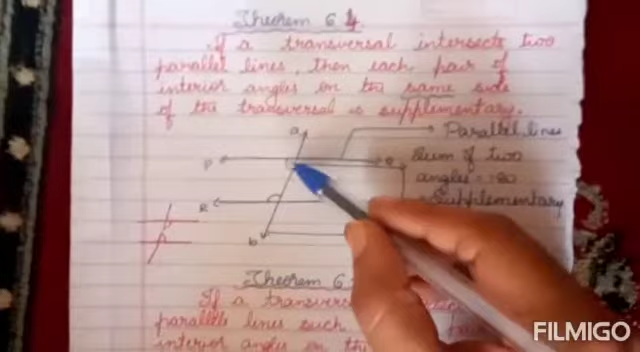 Theorem 6.4
If a transversal intersects two
parallel lines, then each pair of
interior angles on the same side
of the transversal is supplementary.
a
Parallel lines
P
Sum of two
angles = 180
Supplementary
R
b
Theorem 6
If a transve
parallel lines such
interior angles on the
FILMIGO